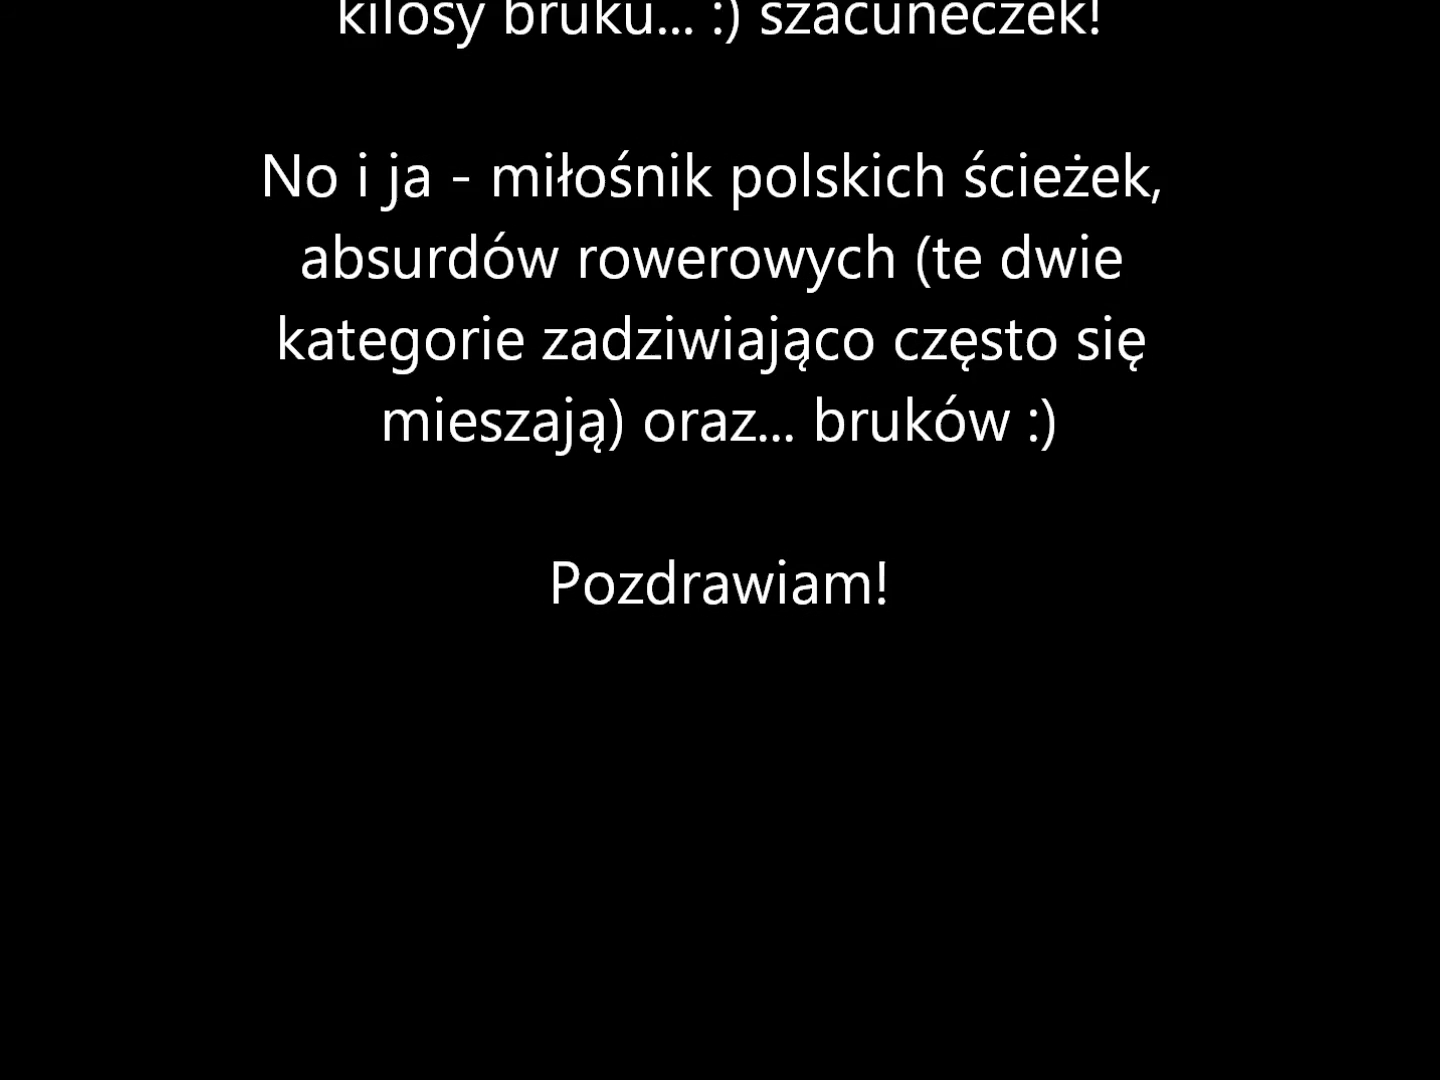 kilosy bruku... :) szacuneczek!
No i ja - miłośnik polskich ścieżek,
absurdów rowerowych (te dwie
kategorie zadziwiająco często się
mieszają) oraz... bruków :)
Pozdrawiam!